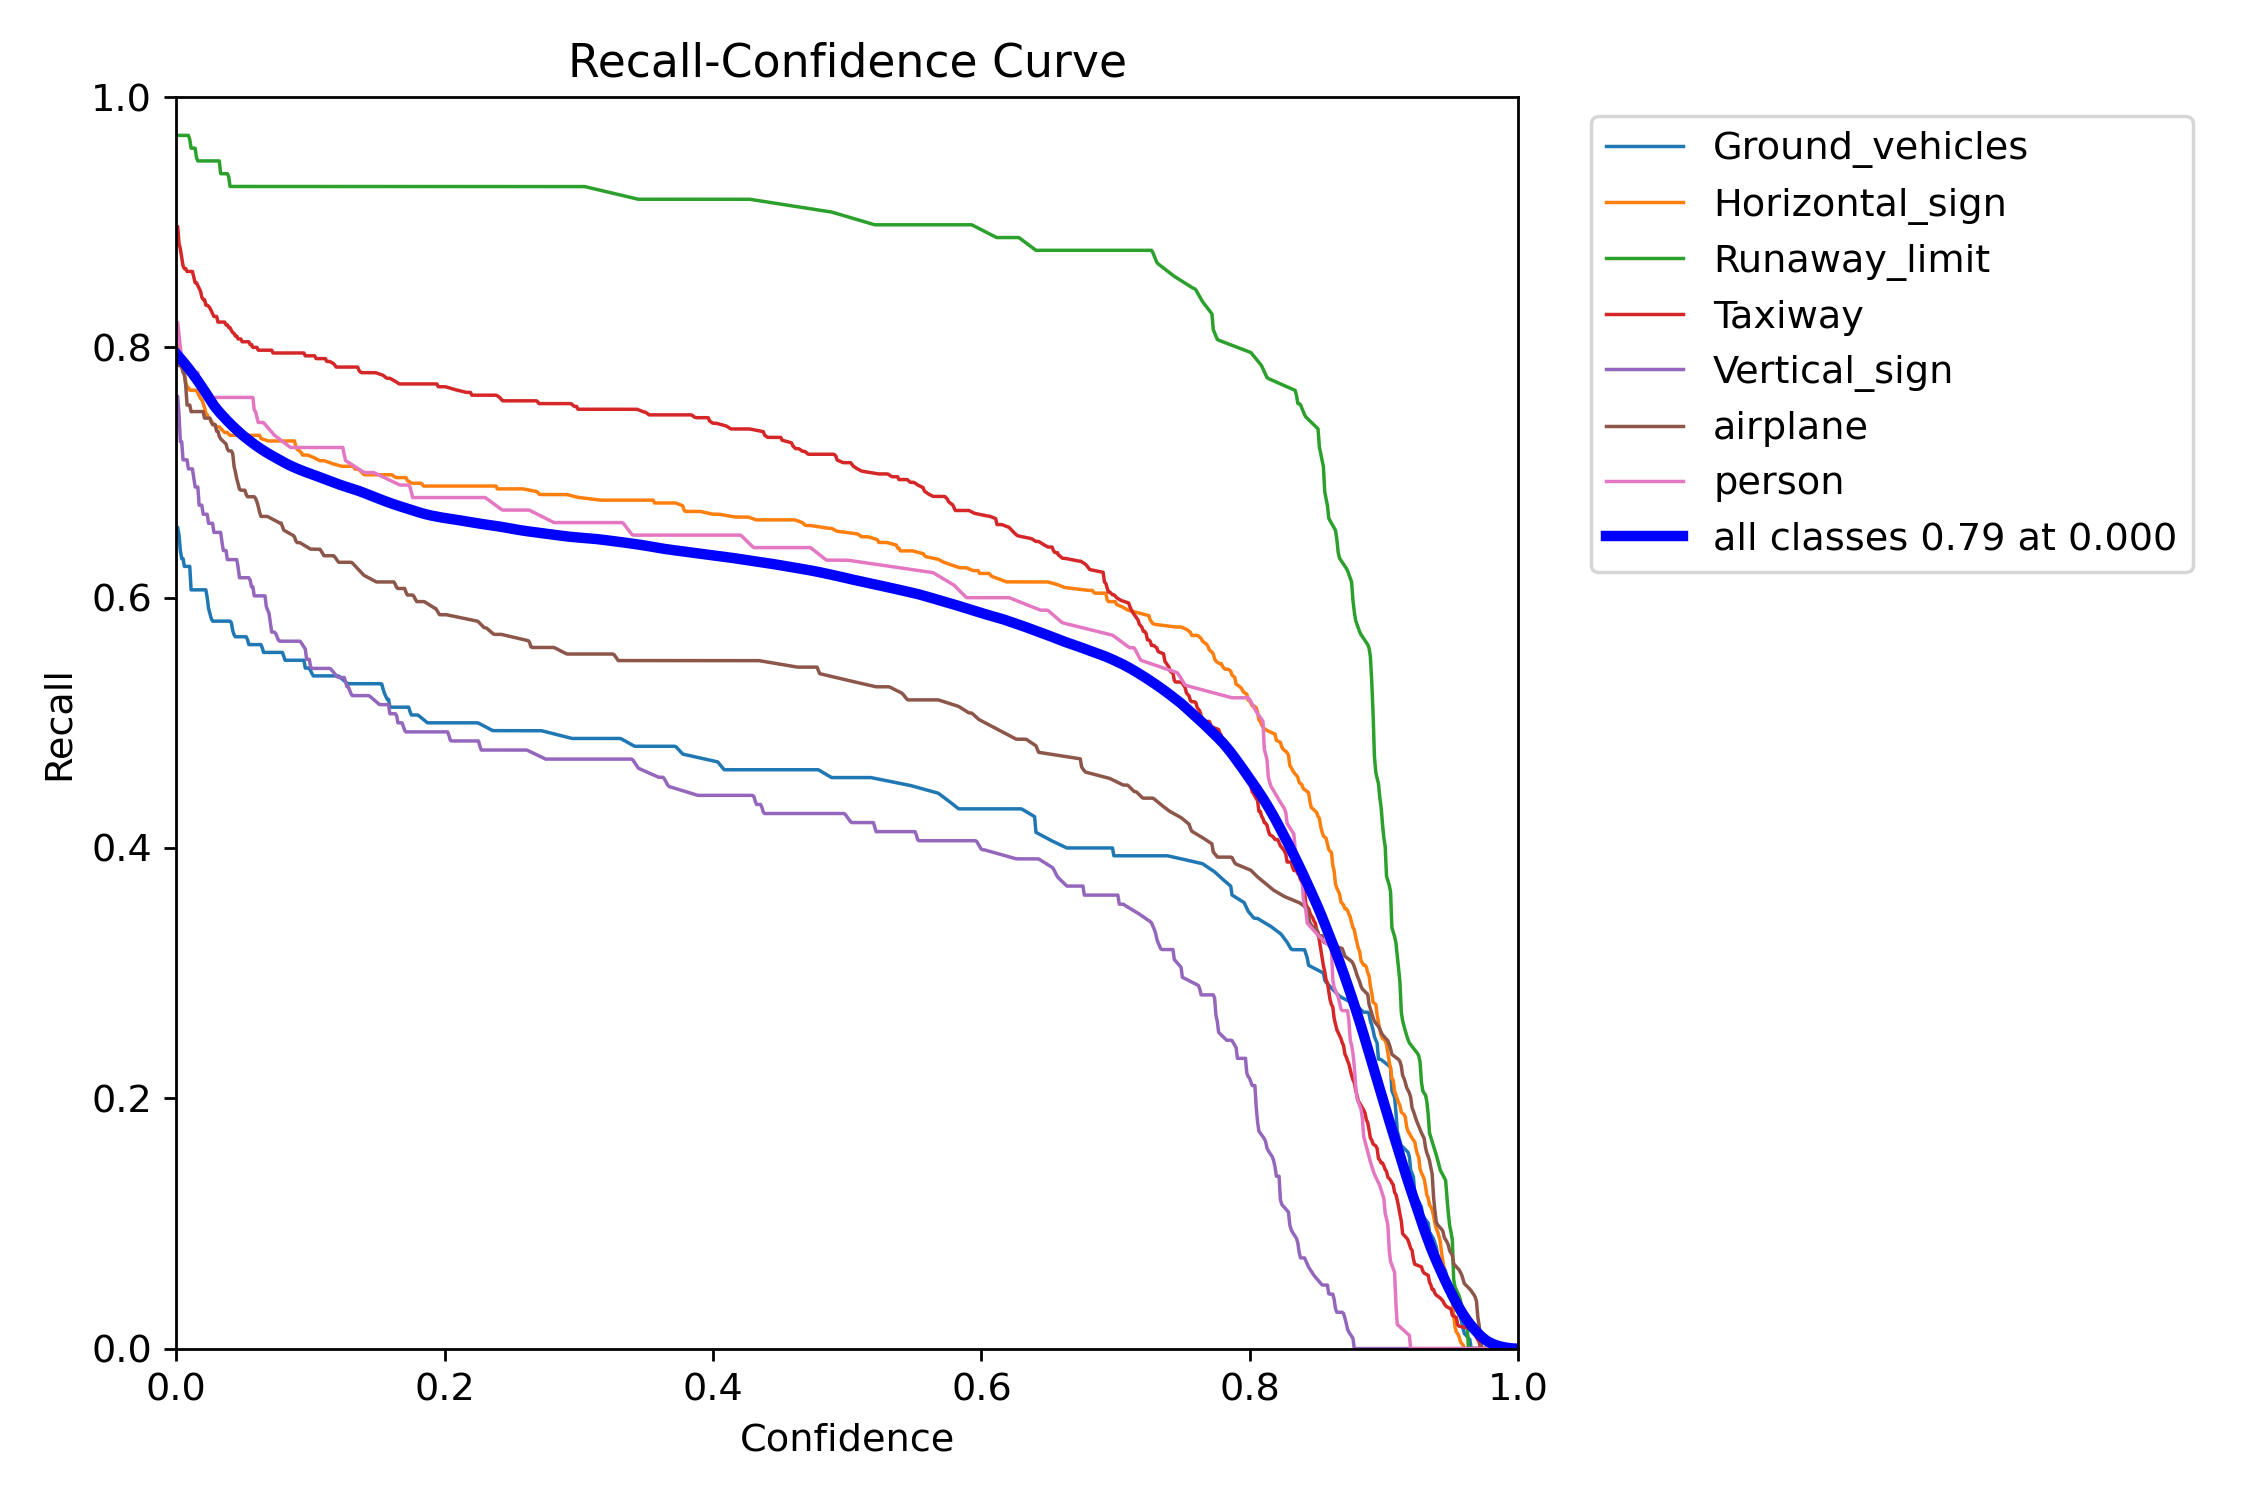 Recall-Confidence Curve
1.0
0.8
0.6
0.4
0.2
0.0
Recall
0.0 0.2 0.4 0.6 0.8 1.0
Confidence
Ground_vehicles
Horizontal_sign
Runaway_limit
Taxiway
Vertical_sign
airplane
person
all classes 0.79 at 0.000